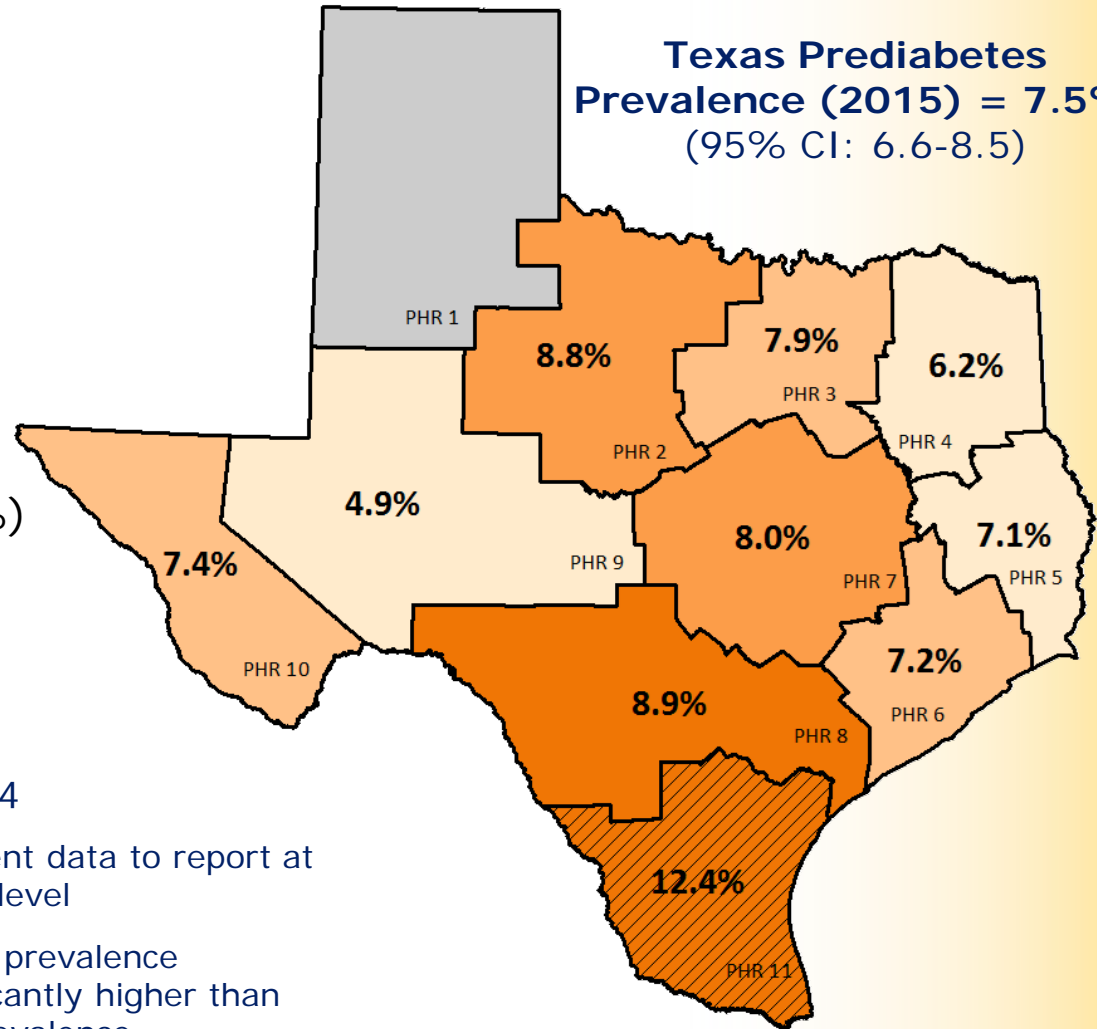 Texas Prediabetes
Prevalence (2015) = 7.5%
(95% CI: 6.6-8.5)
PHR 1
8.8%
PHR 2
7.9%
PHR 3
6.2%
PHR 4
4.9%
PHR 9
%)
7.4%
PHR 10
8.0%
PHR 7
7.1%
PHR 5
7.2%
PHR 6
8.9%
PHR 8
12.4%
PHR 11
4
ent data to report at
level
prevalence
cantly higher than